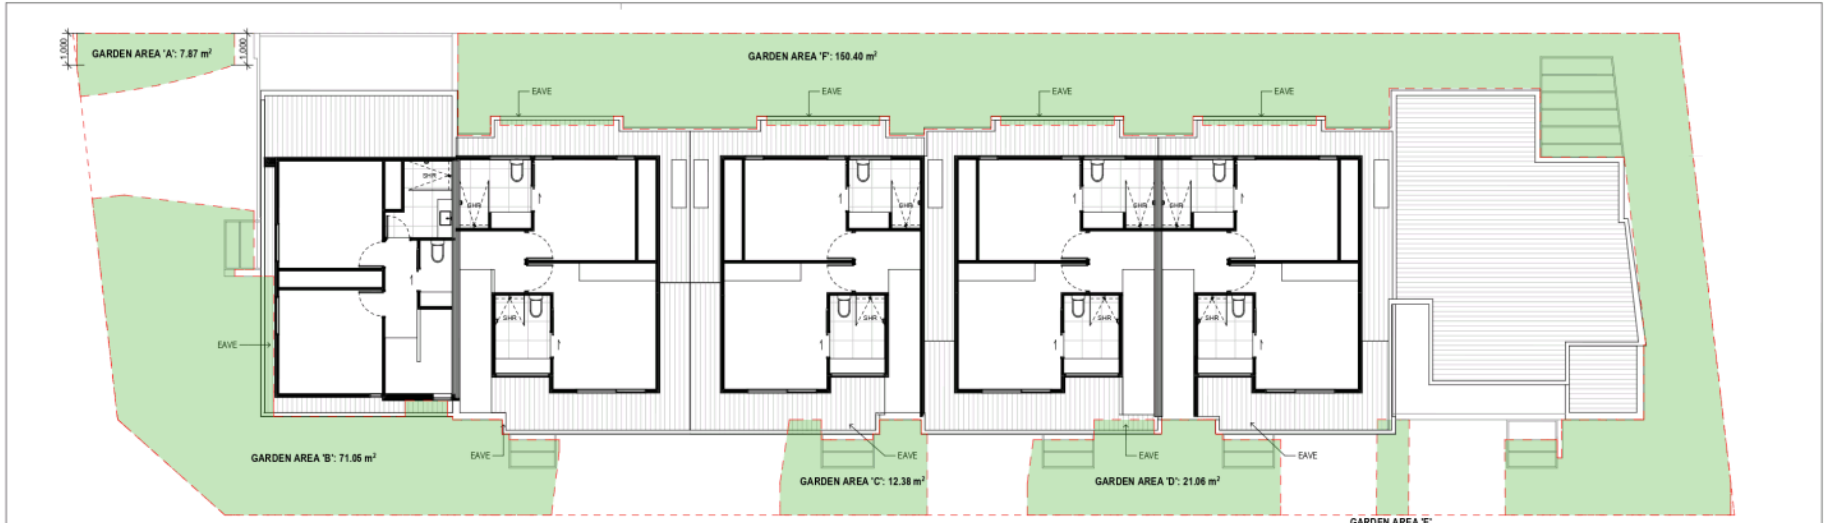 1,000
GARDEN AREA 'A': 7.87 m²
1,000
GARDEN AREA 'F': 150.40 m²
EAVE
EAVE
EAVE
EAVE
SHR
SHR
SHR
SHR
SHR
EAVE
SHR
SHR
SHR
SHR
EAVE
EAVE
EAVE
EAVE
GARDEN AREA 'B': 71.05 m²
GARDEN AREA 'C': 12.38 m²
GARDEN AREA 'D': 21.06 m²
GARDEN AREA 'E'